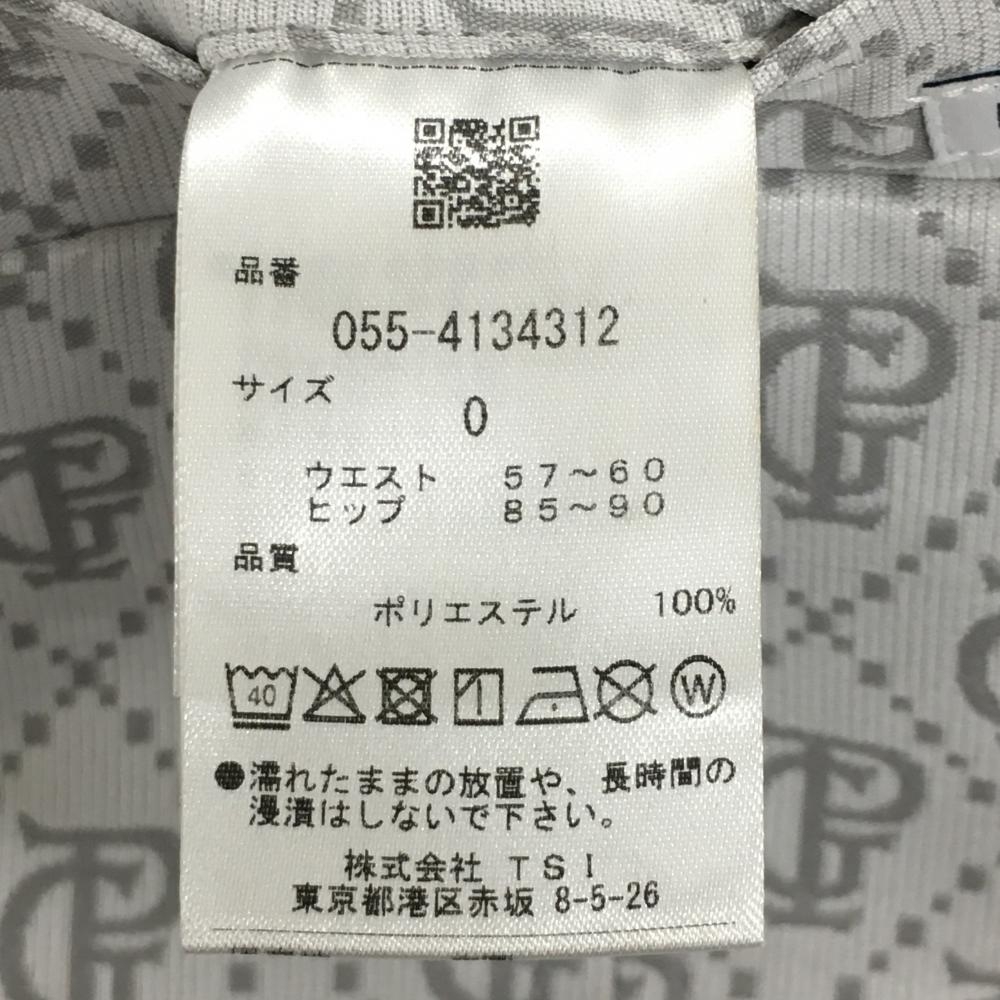 品番
055-4134312
サイズ
0
ウエスト 57～60
ヒップ 85～90
品質
ポリエステル 100%
40 W
●濡れたままの放置や、長時間の
浸漬はしないで下さい。
株式会社 TSI
東京都港区赤坂 8-5-26